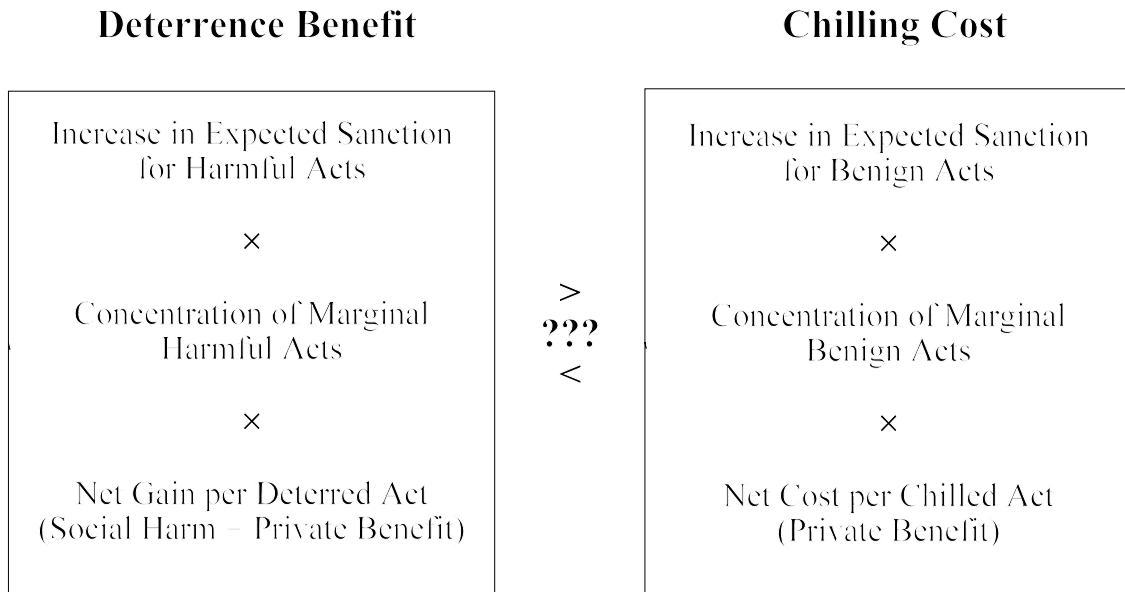 Deterrence Benefit
Increase in Expected Sanction
for Harmful Acts
×
Concentration of Marginal
Harmful Acts
×
Net Gain per Deterred Act
(Social Harm – Private Benefit)
>
???
<
Chilling Cost
Increase in Expected Sanction
for Benign Acts
×
Concentration of Marginal
Benign Acts
×
Net Cost per Chilled Act
(Private Benefit)